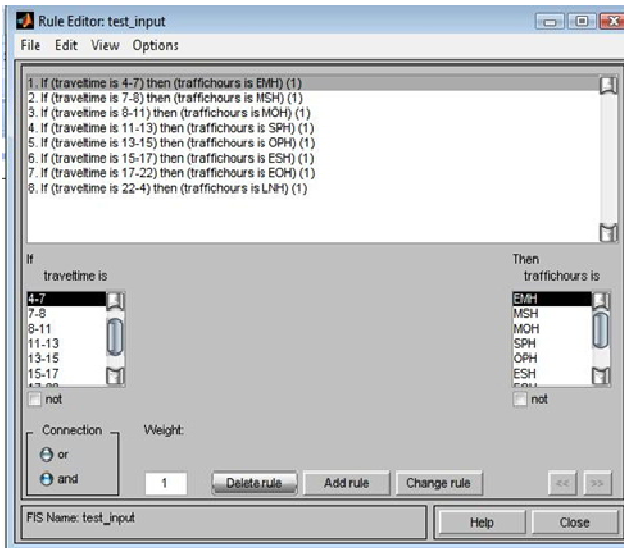 Rule Editor: test_input
File Edit View Options
1. If (traveltime is 4-7) then (traffichours is EMH) (1)
2. If (traveltime is 7-8) then (traffichours is MSH) (1)
3. If (traveltime is 8-11) then (traffichours is MOH) (1)
4. If (traveltime is 11-13) then (traffichours is SPH) (1)
5. If (traveltime is 13-15) then (traffichours is OPH) (1)
6. If (traveltime is 15-17) then (traffichours is ESH) (1)
7. If (traveltime is 17-22) then (traffichours is EOH) (1)
8. If (traveltime is 22-4) then (traffichours is LNH) (1)
If
traveltime is
4-7
7-8
8-11
11-13
13-15
15-17
not
Then
traffichours is
EMH
MSH
MOH
SPH
OPH
ESH
not
Connection
or
and
Weight:
1
Delete rule Add rule Change rule << >>
FIS Name: test_input
Help Close